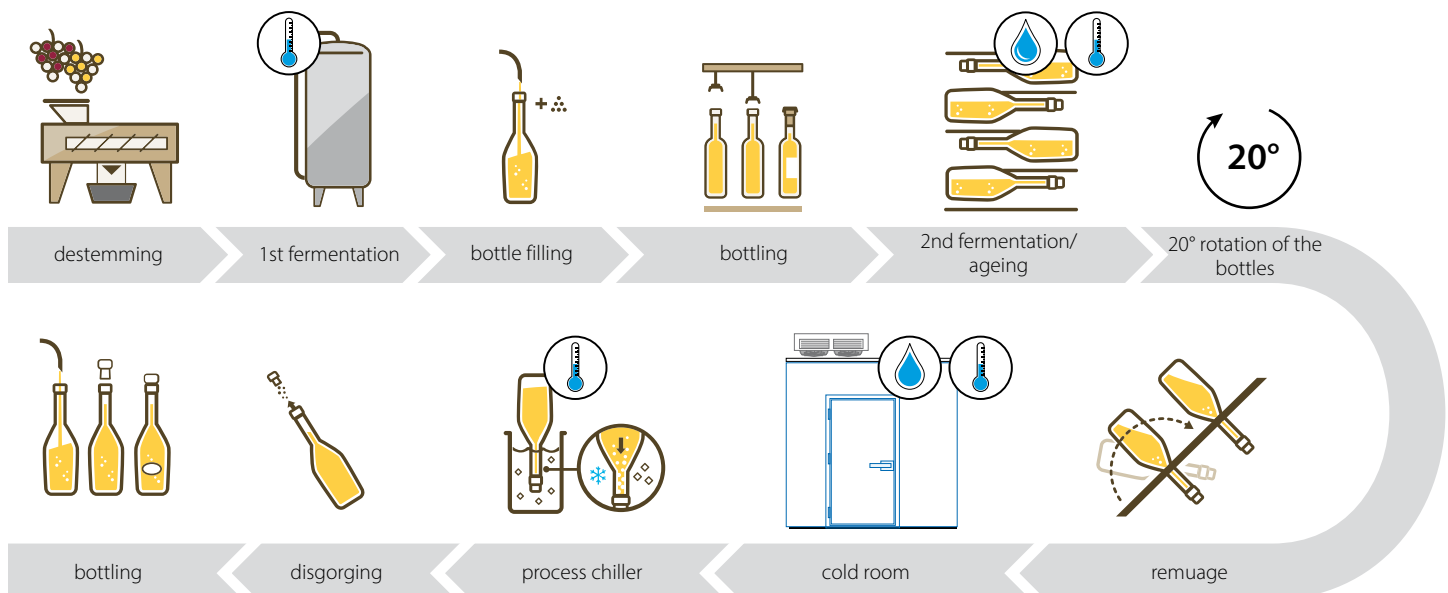 20°
destemming
1st fermentation
bottle filling
bottling
2nd fermentation/
ageing
20° rotation of the
bottles
bottling
disgorging
process chiller
cold room
remuage